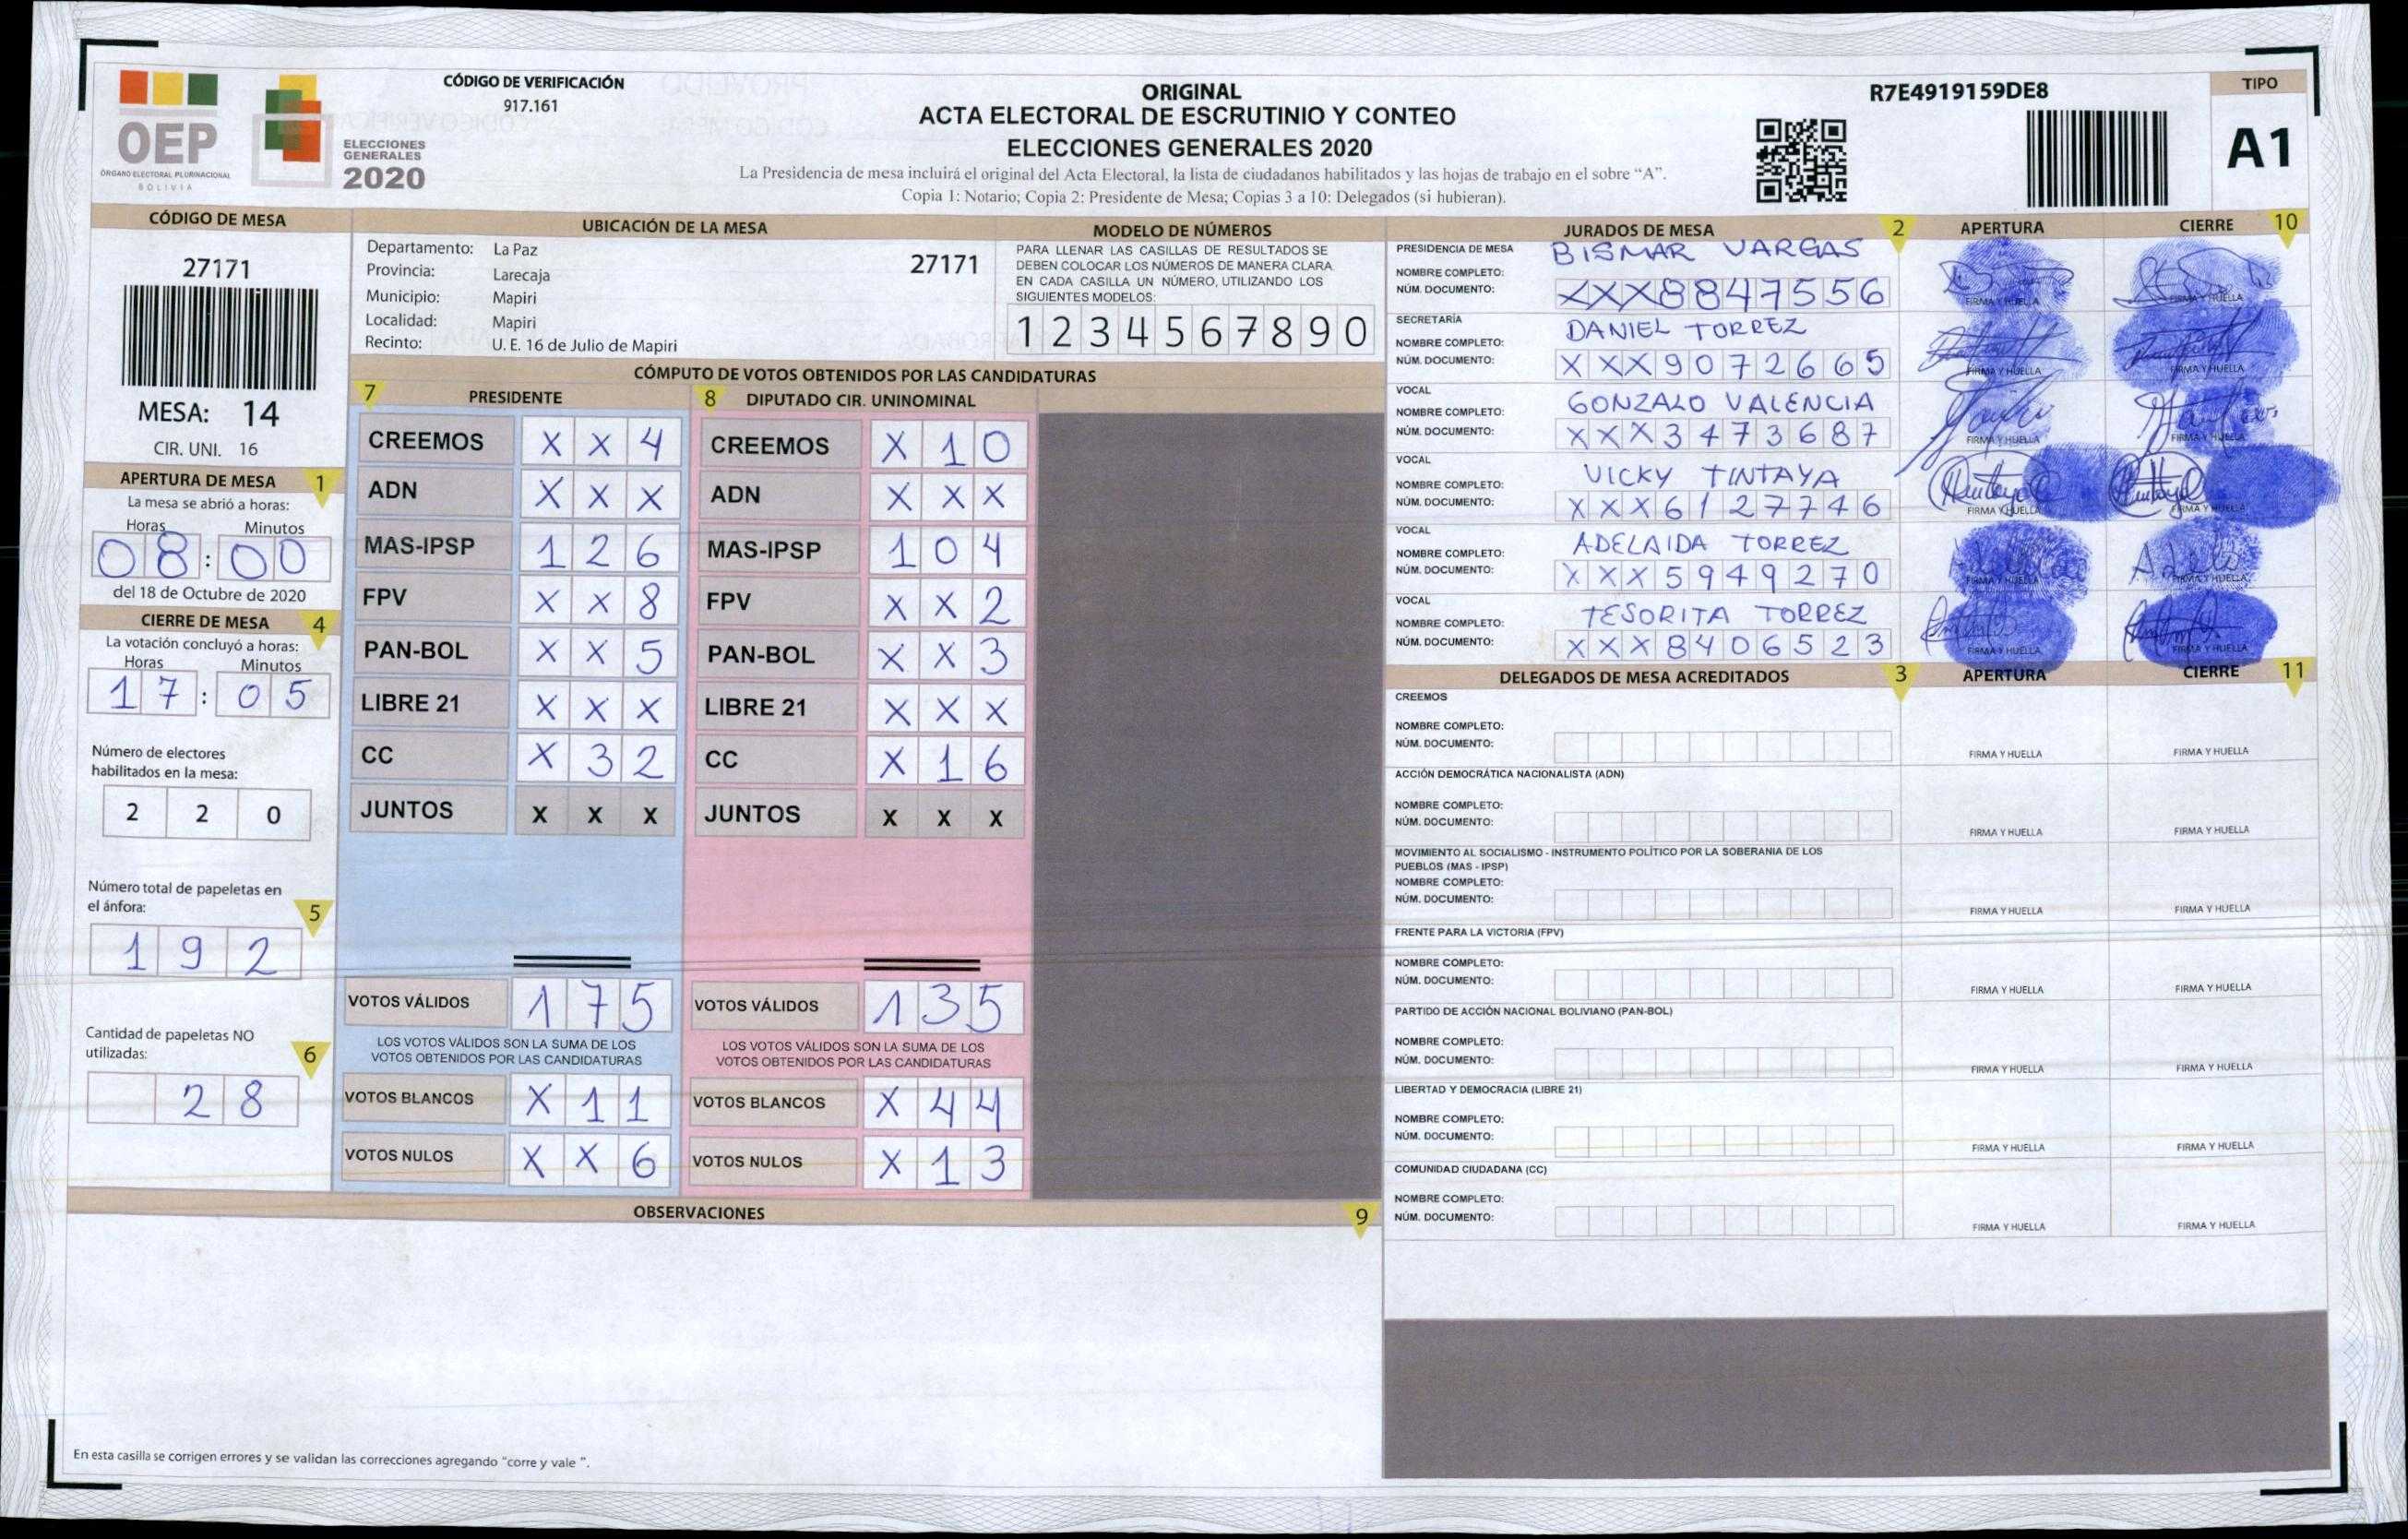 CÓDIGO DE VERIFICACIÓN
917.161
OEP
ÓRGANO ELECTORAL PLURINACIONAL
BOLIVIA
ELECCIONES
GENERALES
2020
ORIGINAL
ACTA ELECTORAL DE ESCRUTINIO Y CONTEO
ELECCIONES GENERALES 2020
La Presidencia de mesa incluirá el original del Acta Electoral, la lista de ciudadanos habilitados y las hojas de trabajo en el sobre “A”.
Copia 1: Notario; Copia 2: Presidente de Mesa; Copias 3 a 10: Delegados (si hubieran).
R7E4919159DE8
TIPO
A1
CÓDIGO DE MESA
27171
MESA: 14
CIR. UNI. 16
APERTURA DE MESA 1
La mesa se abrió a horas:
Horas Minutos
08:00
del 18 de Octubre de 2020
CIERRE DE MESA 4
La votación concluyó a horas:
Horas Minutos
17:05
Número de electores
habilitados en la mesa:
2 2 0
Número total de papeletas en
el ánfora: 5
1 9 2
Cantidad de papeletas NO
utilizadas: 6
2 8
UBICACIÓN DE LA MESA
Departamento: La Paz
Provincia: Larecaja
Municipio: Mapiri
Localidad: Mapiri
Recinto: U. E. 16 de Julio de Mapiri
27171
MODELO DE NÚMEROS
PARA LLENAR LAS CASILLAS DE RESULTADOS SE
DEBEN COLOCAR LOS NÚMEROS DE MANERA CLARA
EN CADA CASILLA UN NÚMERO, UTILIZANDO LOS
SIGUIENTES MODELOS:
1 2 3 4 5 6 7 8 9 0
CÓMPUTO DE VOTOS OBTENIDOS POR LAS CANDIDATURAS
7 PRESIDENTE
CREEMOS X X 4
ADN X X X
MAS-IPSP 1 2 6
FPV X X 8
PAN-BOL X X 5
LIBRE 21 X X X
CC X 3 2
JUNTOS X X X
VOTOS VÁLIDOS 1 7 5
LOS VOTOS VÁLIDOS SON LA SUMA DE LOS
VOTOS OBTENIDOS POR LAS CANDIDATURAS
VOTOS BLANCOS X 1 1
VOTOS NULOS X X 6
8 DIPUTADO CIR. UNINOMINAL
CREEMOS X 1 0
ADN X X X
MAS-IPSP 1 0 4
FPV X X 2
PAN-BOL X X 3
LIBRE 21 X X X
CC X 1 6
JUNTOS X X X
VOTOS VÁLIDOS 1 3 5
LOS VOTOS VÁLIDOS SON LA SUMA DE LOS
VOTOS OBTENIDOS POR LAS CANDIDATURAS
VOTOS BLANCOS X 4 4
VOTOS NULOS X 1 3
OBSERVACIONES 9
En esta casilla se corrigen errores y se validan las correcciones agregando “corre y vale ”.
JURADOS DE MESA 2 APERTURA CIERRE 10
PRESIDENCIA DE MESA
NOMBRE COMPLETO: BISMAR VARGAS
NÚM. DOCUMENTO: XXX8847556
FIRMA Y HUELLA FIRMA Y HUELLA
SECRETARÍA
NOMBRE COMPLETO: DANIEL TORREZ
NÚM. DOCUMENTO: XXX9072665
FIRMA Y HUELLA FIRMA Y HUELLA
VOCAL
NOMBRE COMPLETO: GONZALO VALENCIA
NÚM. DOCUMENTO: XXX3473687
FIRMA Y HUELLA FIRMA Y HUELLA
VOCAL
NOMBRE COMPLETO: VICKY TINTAYA
NÚM. DOCUMENTO: XXX6127746
FIRMA Y HUELLA FIRMA Y HUELLA
VOCAL
NOMBRE COMPLETO: ADELAIDA TORREZ
NÚM. DOCUMENTO: XXX5949270
FIRMA Y HUELLA FIRMA Y HUELLA
VOCAL
NOMBRE COMPLETO: TESORITA TORREZ
NÚM. DOCUMENTO: XXX8406523
FIRMA Y HUELLA FIRMA Y HUELLA
DELEGADOS DE MESA ACREDITADOS 3 APERTURA CIERRE 11
CREEMOS
NOMBRE COMPLETO:
NÚM. DOCUMENTO:
FIRMA Y HUELLA FIRMA Y HUELLA
ACCIÓN DEMOCRÁTICA NACIONALISTA (ADN)
NOMBRE COMPLETO:
NÚM. DOCUMENTO:
FIRMA Y HUELLA FIRMA Y HUELLA
MOVIMIENTO AL SOCIALISMO - INSTRUMENTO POLÍTICO POR LA SOBERANIA DE LOS
PUEBLOS (MAS - IPSP)
NOMBRE COMPLETO:
NÚM. DOCUMENTO:
FIRMA Y HUELLA FIRMA Y HUELLA
FRENTE PARA LA VICTORIA (FPV)
NOMBRE COMPLETO:
NÚM. DOCUMENTO:
FIRMA Y HUELLA FIRMA Y HUELLA
PARTIDO DE ACCIÓN NACIONAL BOLIVIANO (PAN-BOL)
NOMBRE COMPLETO:
NÚM. DOCUMENTO:
FIRMA Y HUELLA FIRMA Y HUELLA
LIBERTAD Y DEMOCRACIA (LIBRE 21)
NOMBRE COMPLETO:
NÚM. DOCUMENTO:
FIRMA Y HUELLA FIRMA Y HUELLA
COMUNIDAD CIUDADANA (CC)
NOMBRE COMPLETO:
NÚM. DOCUMENTO:
FIRMA Y HUELLA FIRMA Y HUELLA